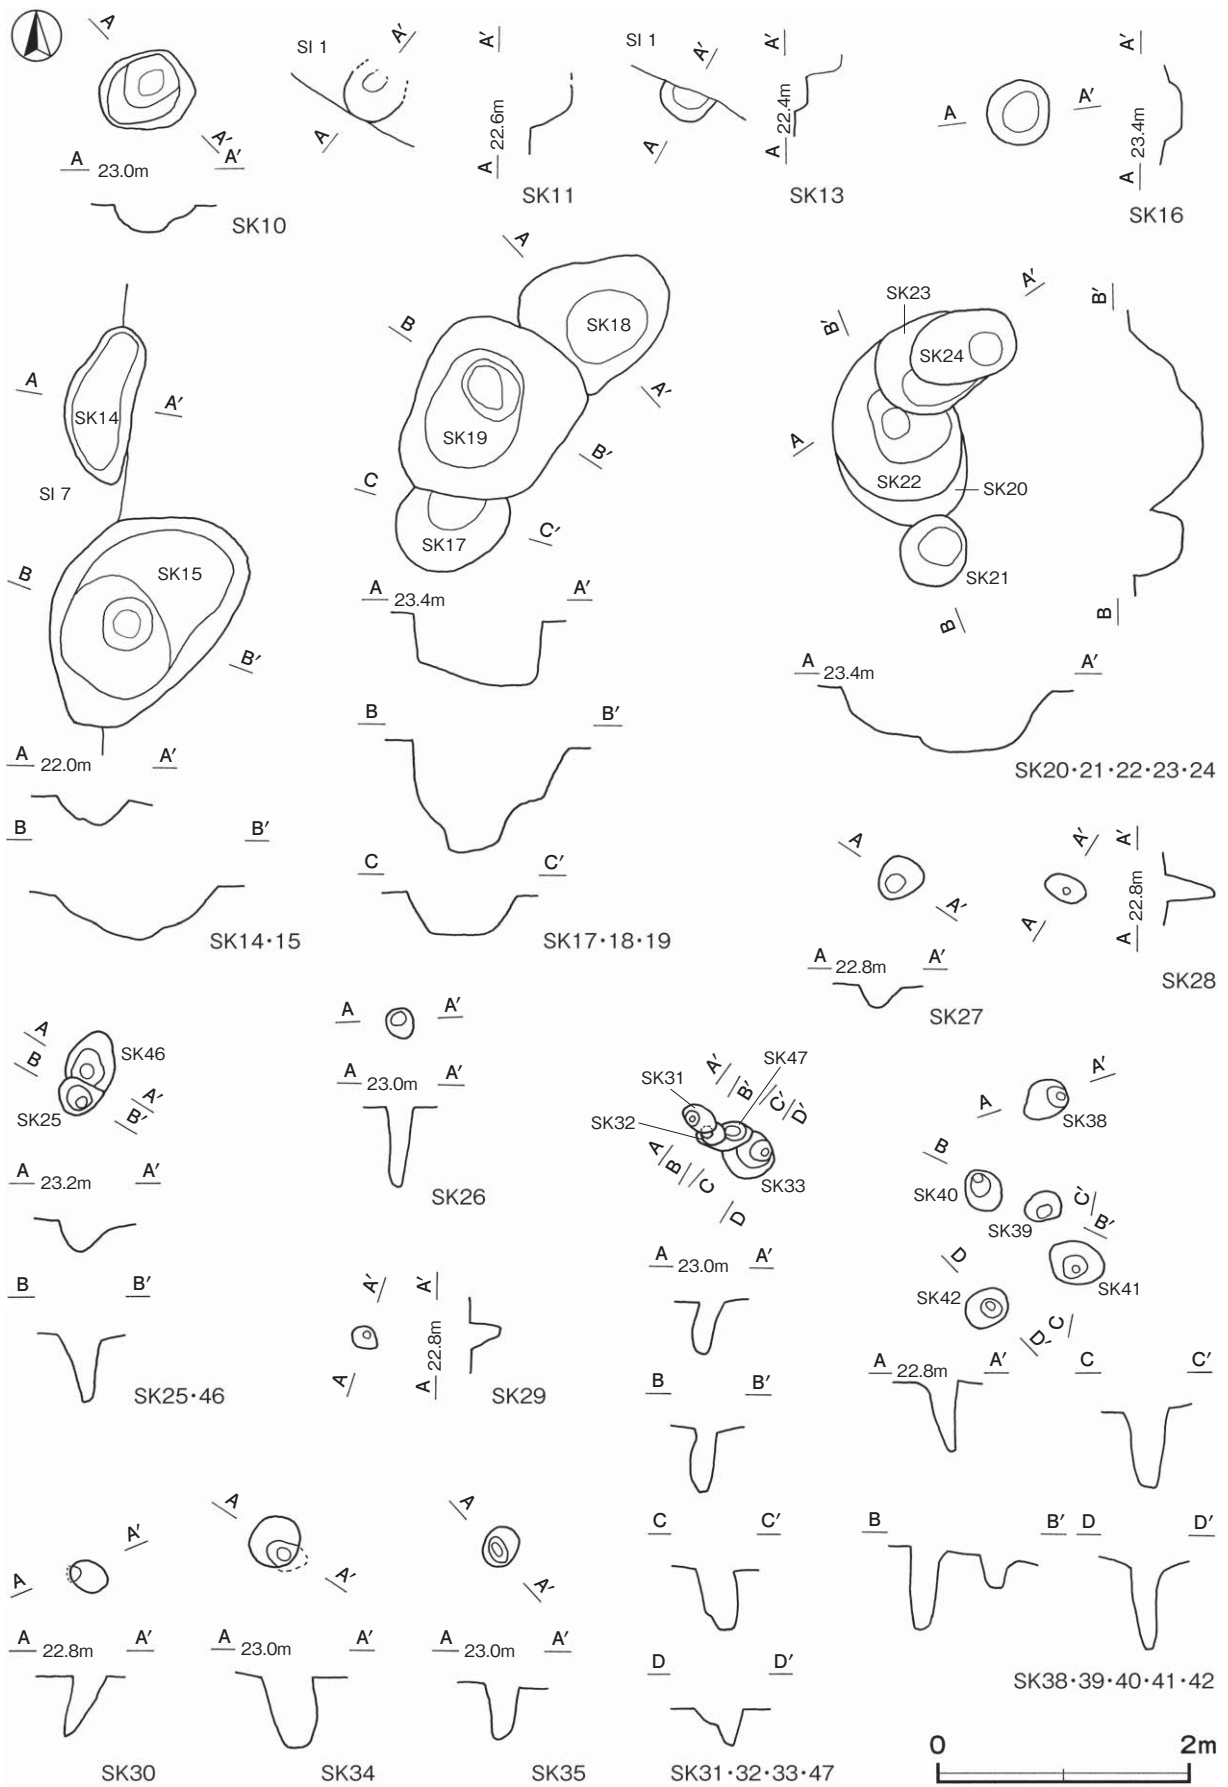 A
A'
A 23.0m A'
SK10
SI 1
A'
A
A'
22.6m
A
SK11
SI 1
A'
A
A'
22.4m
A
SK13
A
A'
A'
23.4m
A
SK16
A
A'
SK14
SI 7
B
SK15
B'
A 22.0m A'
B B'
SK14・15
A
SK18
A'
B
SK19
B'
C
SK17
C'
A 23.4m A'
B B'
C C'
SK17・18・19
SK23
A'
B'
SK24
A
SK22
SK20
SK21
B
B'
B
A 23.4m A'
SK20・21・22・23・24
A
A'
A 22.8m A'
SK27
A'
A
A'
22.8m
A
SK28
A
B
SK46
SK25
A'
B'
A 23.2m A'
B B'
SK25・46
A A'
A 23.0m A'
SK26
A'
A
A'
22.8m
A
SK29
SK31
SK32
SK47
SK33
A'
B'
C'
D'
A
B
C
D
A 23.0m A'
B B'
C C'
D D'
SK31・32・33・47
A'
A
SK38
B
SK40
SK39
C'
B'
SK41
D
SK42
D'
C
A 22.8m A'
C C'
B B'
D D'
SK38・39・40・41・42
A'
A
A 22.8m A'
SK30
A
A'
A 23.0m A'
SK34
A
A'
A 23.0m A'
SK35
0 2m